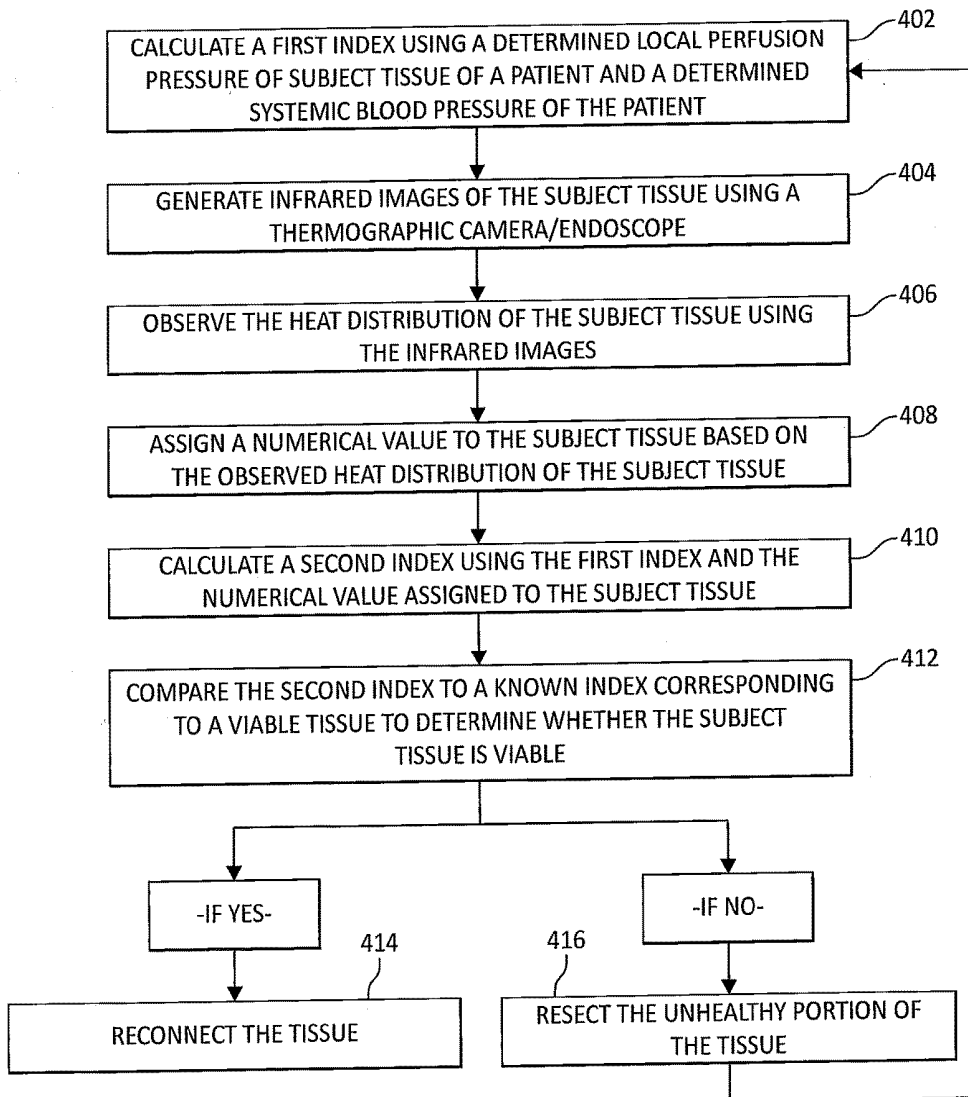 402
CALCULATE A FIRST INDEX USING A DETERMINED LOCAL PERFUSION
PRESSURE OF SUBJECT TISSUE OF A PATIENT AND A DETERMINED
SYSTEMIC BLOOD PRESSURE OF THE PATIENT
404
GENERATE INFRARED IMAGES OF THE SUBJECT TISSUE USING A
THERMOGRAPHIC CAMERA/ENDOSCOPE
406
OBSERVE THE HEAT DISTRIBUTION OF THE SUBJECT TISSUE USING
THE INFRARED IMAGES
408
ASSIGN A NUMERICAL VALUE TO THE SUBJECT TISSUE BASED ON
THE OBSERVED HEAT DISTRIBUTION OF THE SUBJECT TISSUE
410
CALCULATE A SECOND INDEX USING THE FIRST INDEX AND THE
NUMERICAL VALUE ASSIGNED TO THE SUBJECT TISSUE
412
COMPARE THE SECOND INDEX TO A KNOWN INDEX CORRESPONDING
TO A VIABLE TISSUE TO DETERMINE WHETHER THE SUBJECT
TISSUE IS VIABLE
-IF YES-
-IF NO-
414
RECONNECT THE TISSUE
416
RESECT THE UNHEALTHY PORTION OF
THE TISSUE